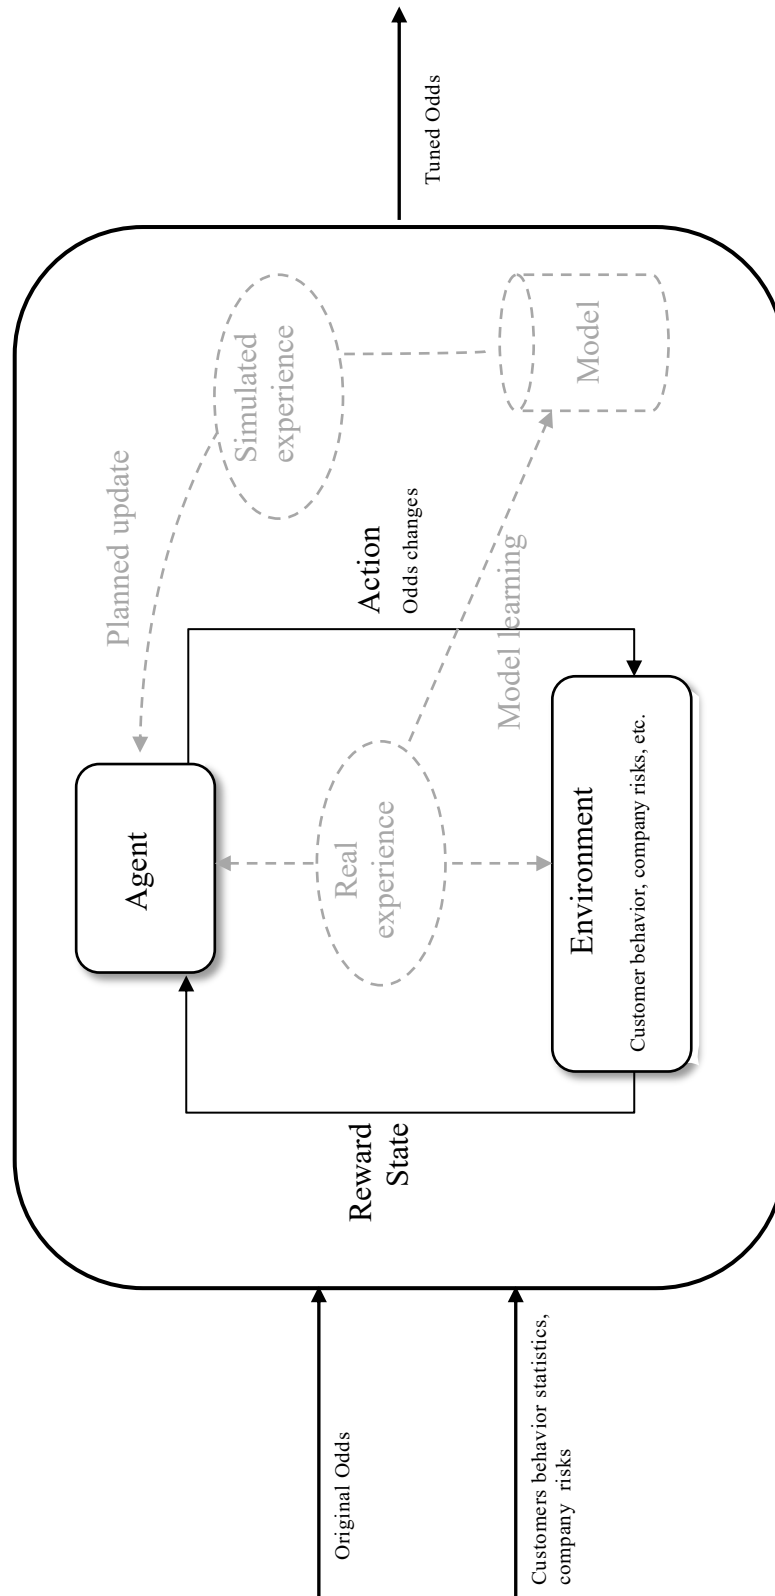 Original Odds
Customers behavior statistics,
company risks
Reward
State
Agent
Real
experience
Environment
Customer behavior, company risks, etc.
Action
Odds changes
Model learning
Planned update
Simulated
experience
Model
Tuned Odds